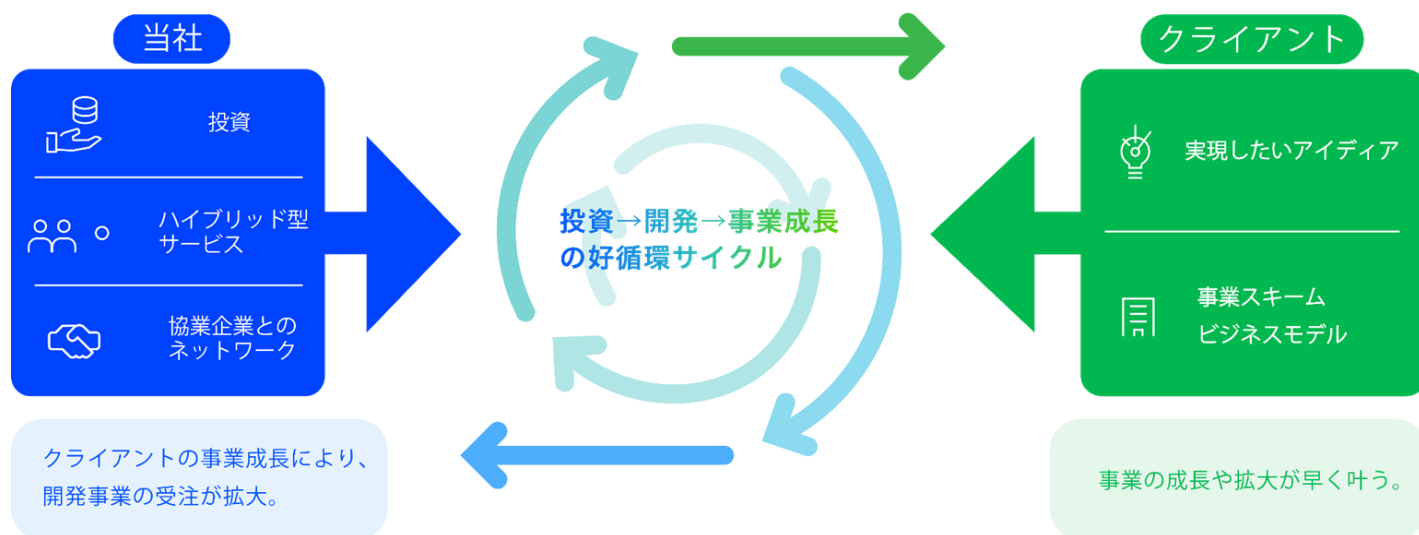 当社
投資
ハイブリッド型
サービス
協業企業との
ネットワーク
クライアントの事業成長により、
開発事業の受注が拡大。
投資→開発→事業成長
の好循環サイクル
クライアント
実現したいアイディア
事業スキーム
ビジネスモデル
事業の成長や拡大が早く叶う。